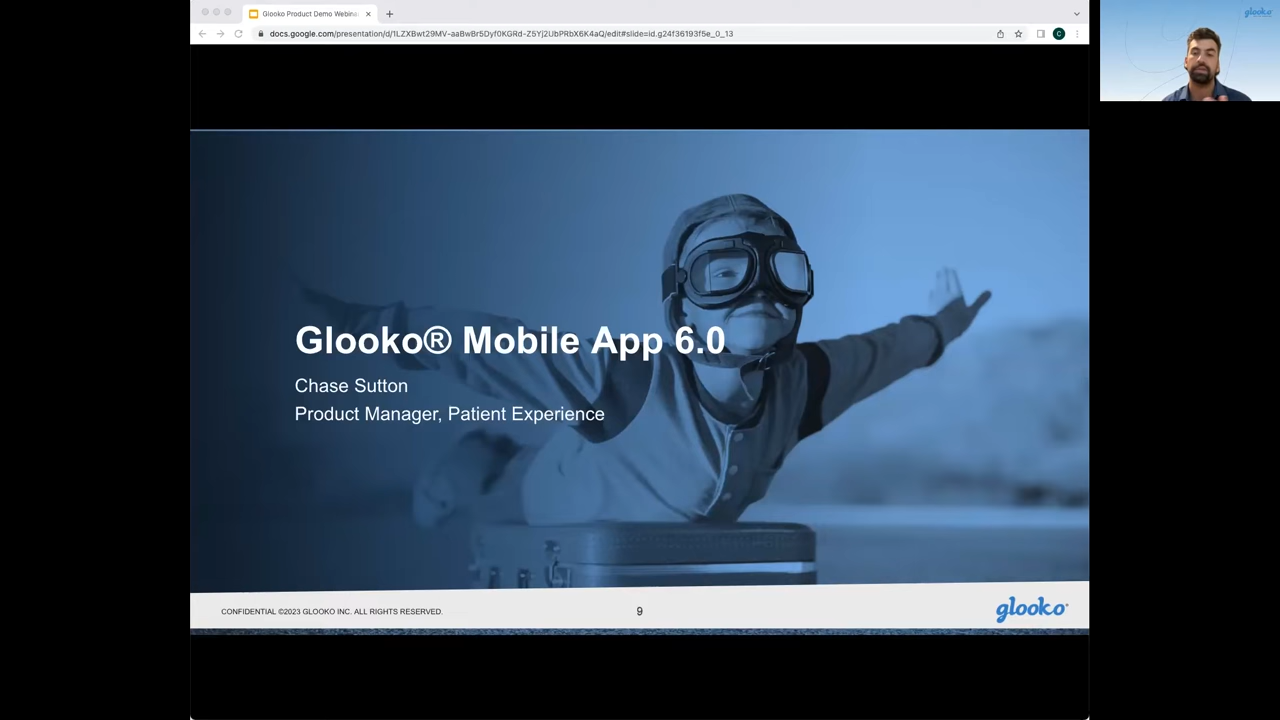 Glooko Product Demo Webina
docs.google.com/presentation/d/1LZXBwt29MV-aaBwBr5Dyf0KGRd-Z5Yj2UbPRbX6K4aQ/edit#slide=id.g24f36193f5e_0_13
C
glooko
Glooko® Mobile App 6.0
Chase Sutton
Product Manager, Patient Experience
CONFIDENTIAL ©2023 GLOOKO INC. ALL RIGHTS RESERVED.
9
glooko®